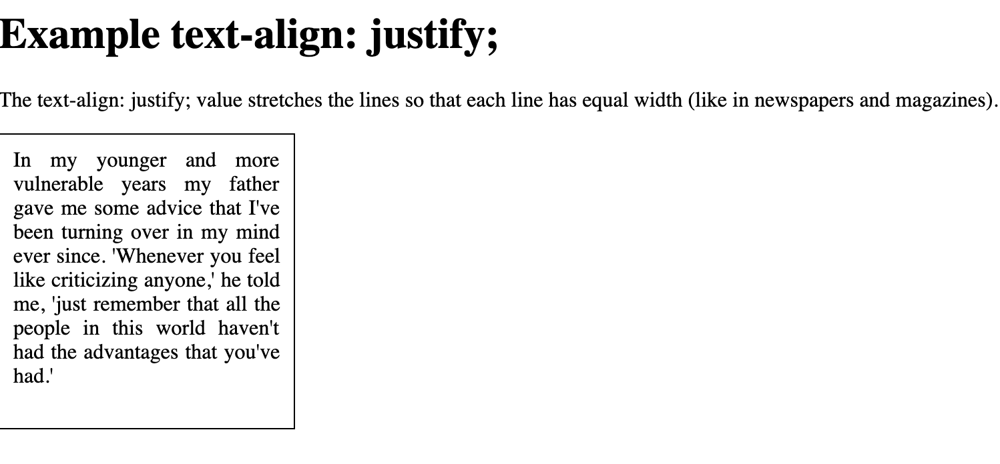 Example text-align: justify;
The text-align: justify; value stretches the lines so that each line has equal width (like in newspapers and magazines).
In my younger and more
vulnerable years my father
gave me some advice that I've
been turning over in my mind
ever since. 'Whenever you feel
like criticizing anyone,' he told
me, 'just remember that all the
people in this world haven't
had the advantages that you've
had.'